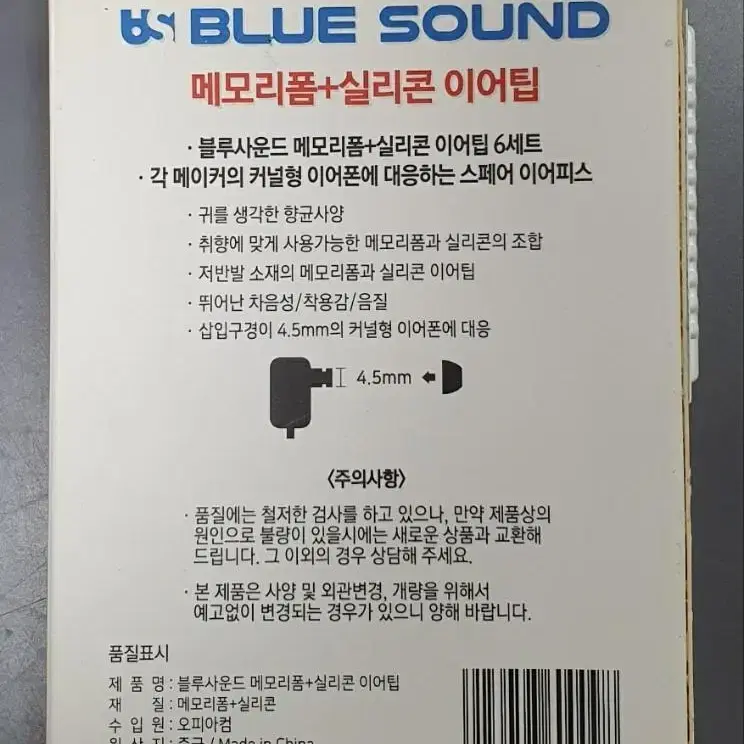 BS BLUE SOUND
메모리폼+실리콘 이어팁
· 블루사운드 메모리폼+실리콘 이어팁 6세트
· 각 메이커의 커널형 이어폰에 대응하는 스페어 이어피스
· 귀를 생각한 향균사양
· 취향에 맞게 사용가능한 메모리폼과 실리콘의 조합
· 저반발 소재의 메모리폼과 실리콘 이어팁
· 뛰어난 차음성/착용감/음질
· 삽입구경이 4.5mm의 커널형 이어폰에 대응
4.5mm
〈주의사항〉
· 품질에는 철저한 검사를 하고 있으나, 만약 제품상의
원인으로 불량이 있을시에는 새로운 상품과 교환해
드립니다. 그 이외의 경우 상담해 주세요.
· 본 제품은 사양 및 외관변경, 개량을 위해서
예고없이 변경되는 경우가 있으니 양해 바랍니다.
품질표시
제 품 명 : 블루사운드 메모리폼+실리콘 이어팁
재 질 : 메모리폼+실리콘
수 입 원 : 오피아컴
원 산 지 : 중국 / Made in China